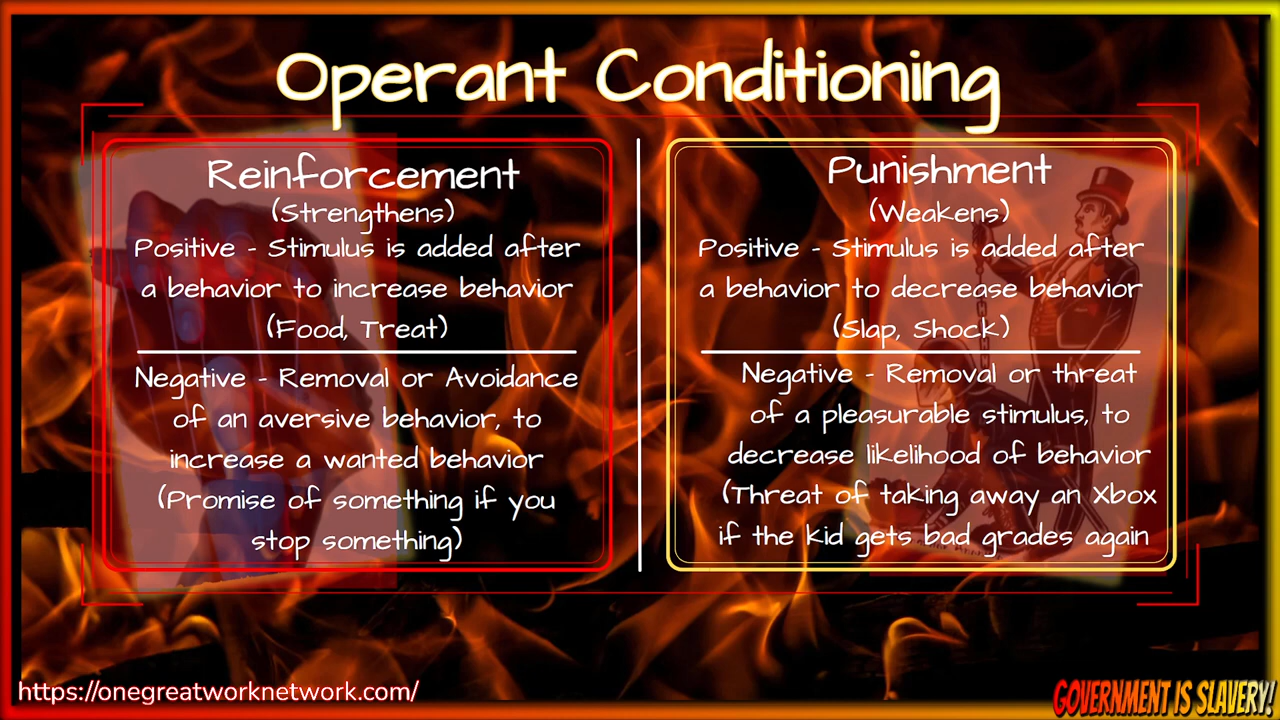 Operant Conditioning
Reinforcement
(Strengthens)
Positive - Stimulus is added after
a behavior to increase behavior
(Food, Treat)
Negative - Removal or Avoidance
of an aversive behavior, to
increase a wanted behavior
(Promise of something if you
stop something)
Punishment
(Weakens)
Positive - Stimulus is added after
a behavior to decrease behavior
(Slap, Shock)
Negative - Removal or threat
of a pleasurable stimulus, to
decrease likelihood of behavior
(Threat of taking away an Xbox
if the kid gets bad grades again
https://onegreatworknetwork.com/
GOVERNMENT IS SLAVERY!